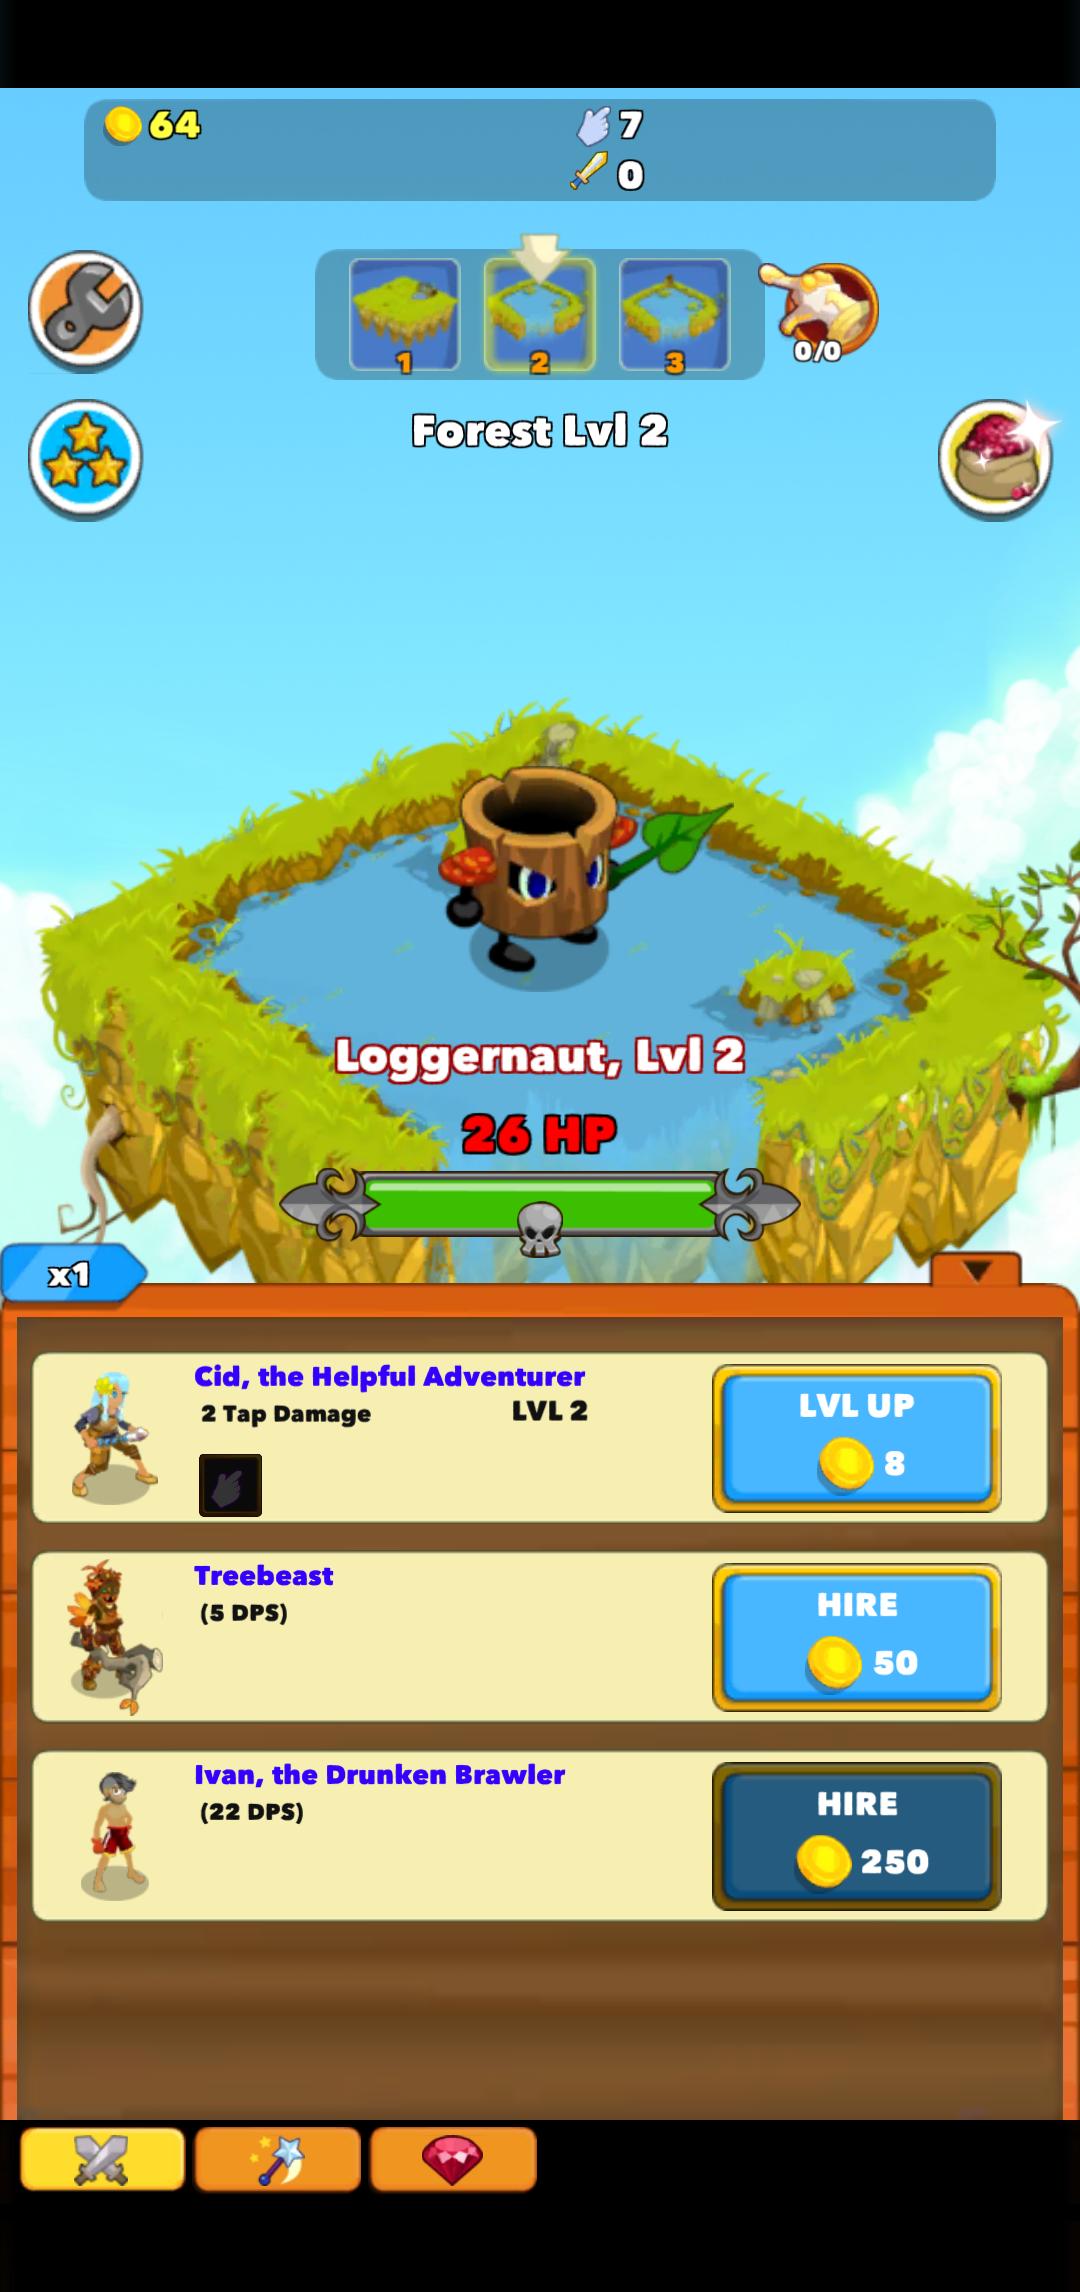 64
7
0
1
2
3
0/0
Forest Lvl 2
Loggernaut, Lvl 2
26 HP
x1
Cid, the Helpful Adventurer
2 Tap Damage
LVL 2
LVL UP
8
Treebeast
(5 DPS)
HIRE
50
Ivan, the Drunken Brawler
(22 DPS)
HIRE
250